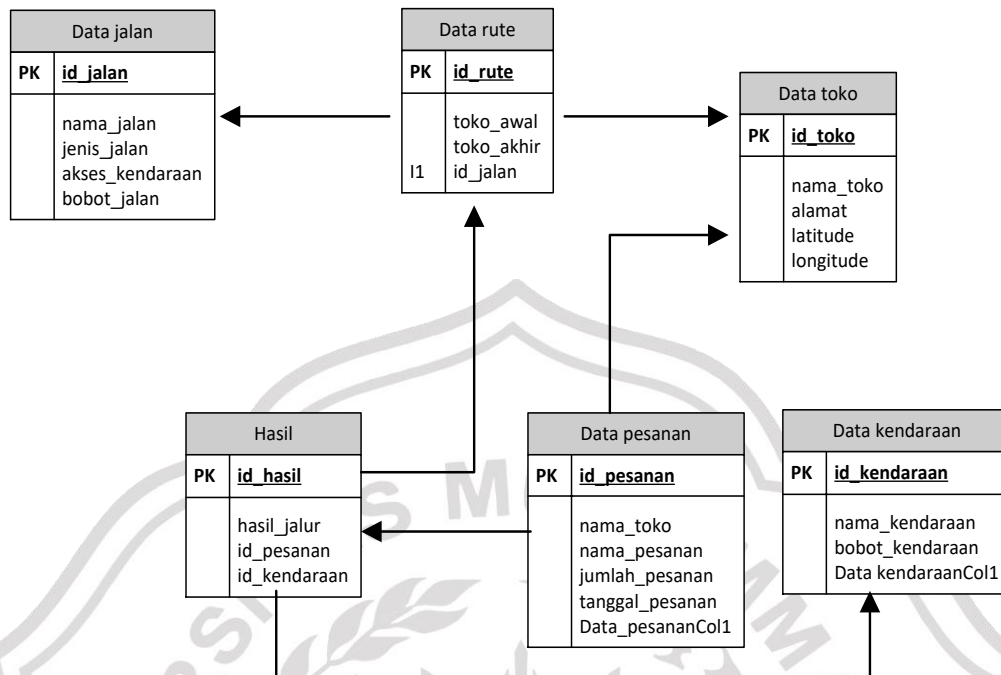 Data jalan
PK id_jalan
nama_jalan
jenis_jalan
akses_kendaraan
bobot_jalan
Data rute
PK id_rute
toko_awal
toko_akhir
I1 id_jalan
Data toko
PK id_toko
nama_toko
alamat
latitude
longitude
Hasil
PK id_hasil
hasil_jalur
id_pesanan
id_kendaraan
Data pesanan
PK id_pesanan
nama_toko
nama_pesanan
jumlah_pesanan
tanggal_pesanan
Data_pesananCol1
Data kendaraan
PK id_kendaraan
nama_kendaraan
bobot_kendaraan
Data kendaraanCol1